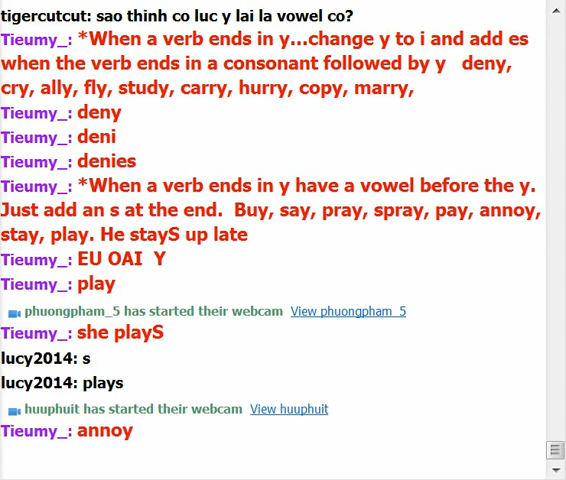 tigercutcut: sao thinh co luc y lai la vowel co?
Tieumy_: *When a verb ends in y...change y to i and add es
when the verb ends in a consonant followed by y   deny,
cry, ally, fly, study, carry, hurry, copy, marry,
Tieumy_: deny
Tieumy_: deni
Tieumy_: denies
Tieumy_: *When a verb ends in y have a vowel before the y.
Just add an s at the end.  Buy, say, pray, spray, pay, annoy,
stay, play. He stayS up late
Tieumy_: EU OAI  Y
Tieumy_: play
phuongpham_5 has started their webcam  View phuongpham_5
Tieumy_: she playS
lucy2014: s
lucy2014: plays
huuphuit has started their webcam  View huuphuit
Tieumy_: annoy